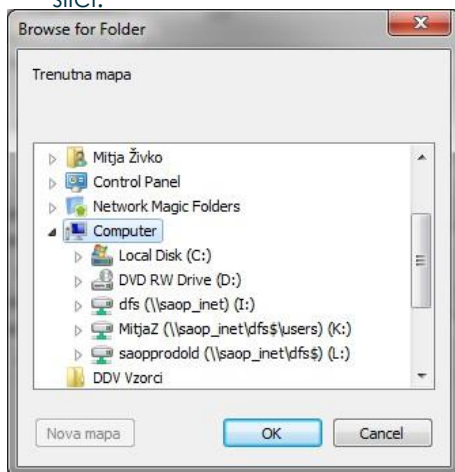 slici.
Browse for Folder
Trenutna mapa
Mitja Živko
Control Panel
Network Magic Folders
Computer
Local Disk (C:)
DVD RW Drive (D:)
dfs (\\saop_inet) (I:)
MitjaZ (\\saop_inet\dfs$\users) (K:)
saopprodold (\\saop_inet\dfs$) (L:)
DDV Vzorci
Nova mapa OK Cancel